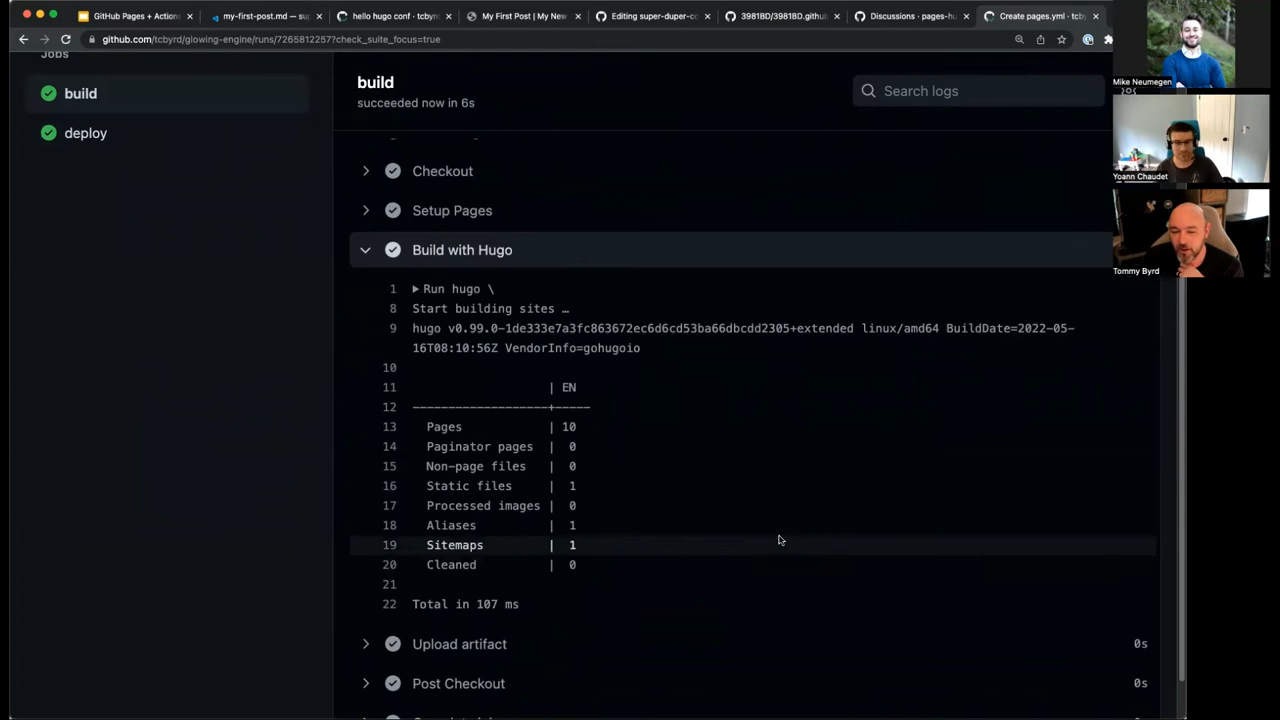 GitHub Pages + Actions
my-first-post.md — su
hello hugo conf - tcbyrd
My First Post | My New
Editing super-duper-co
3981BD/3981BD.github
Discussions · pages-hu
Create pages.yml · tcb
github.com/tcbyrd/glowing-engine/runs/7265812257?check_suite_focus=true
Jobs
build
deploy
build
succeeded now in 6s
Search logs
Checkout
Setup Pages
Build with Hugo
1 Run hugo \
8 Start building sites …
9 hugo v0.99.0-1de333e7a3fc863672ec6d6cd53ba66dbcdd2305+extended linux/amd64 BuildDate=2022-05-
16T08:10:56Z VendorInfo=gohugoio
10
11 | EN
12 -------------------+-----
13 Pages | 10
14 Paginator pages | 0
15 Non-page files | 0
16 Static files | 1
17 Processed images | 0
18 Aliases | 1
19 Sitemaps | 1
20 Cleaned | 0
21
22 Total in 107 ms
Upload artifact 0s
Post Checkout 0s
Mike Neumegen
Yoann Chaudet
Tommy Byrd